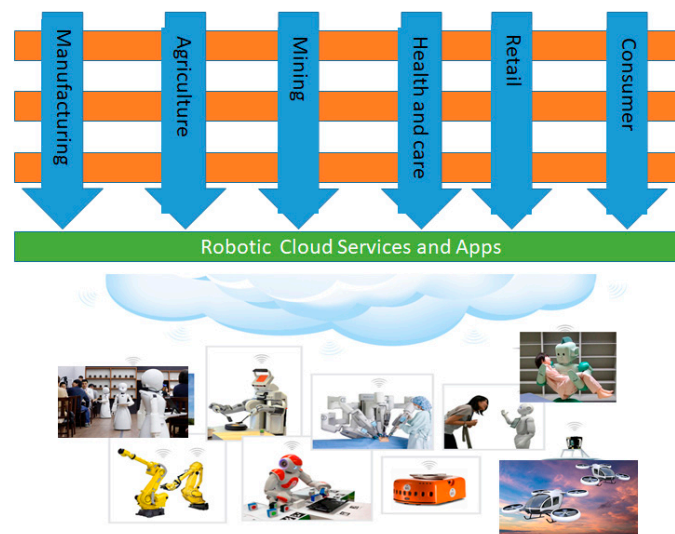 Manufacturing
Agriculture
Mining
Health and care
Retail
Consumer
Robotic Cloud Services and Apps